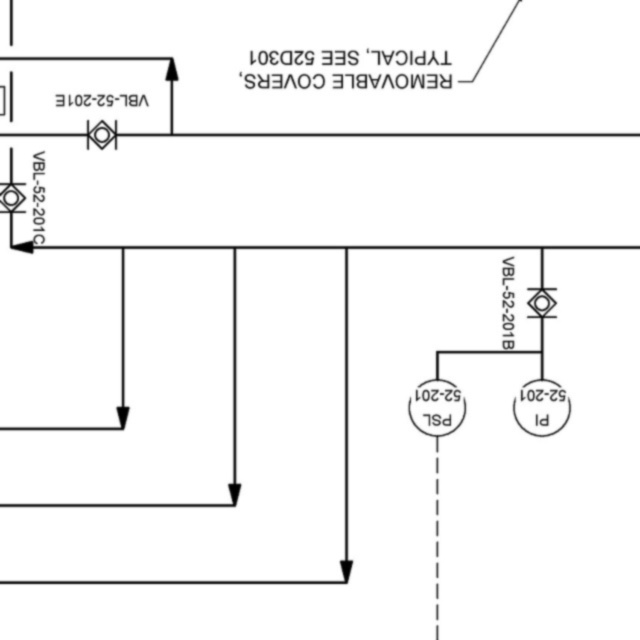 REMOVABLE COVERS,
TYPICAL, SEE 52D301
VBL-52-201E
VBL-52-201C
VBL-52-201B
PSL
52-201
PI
52-201